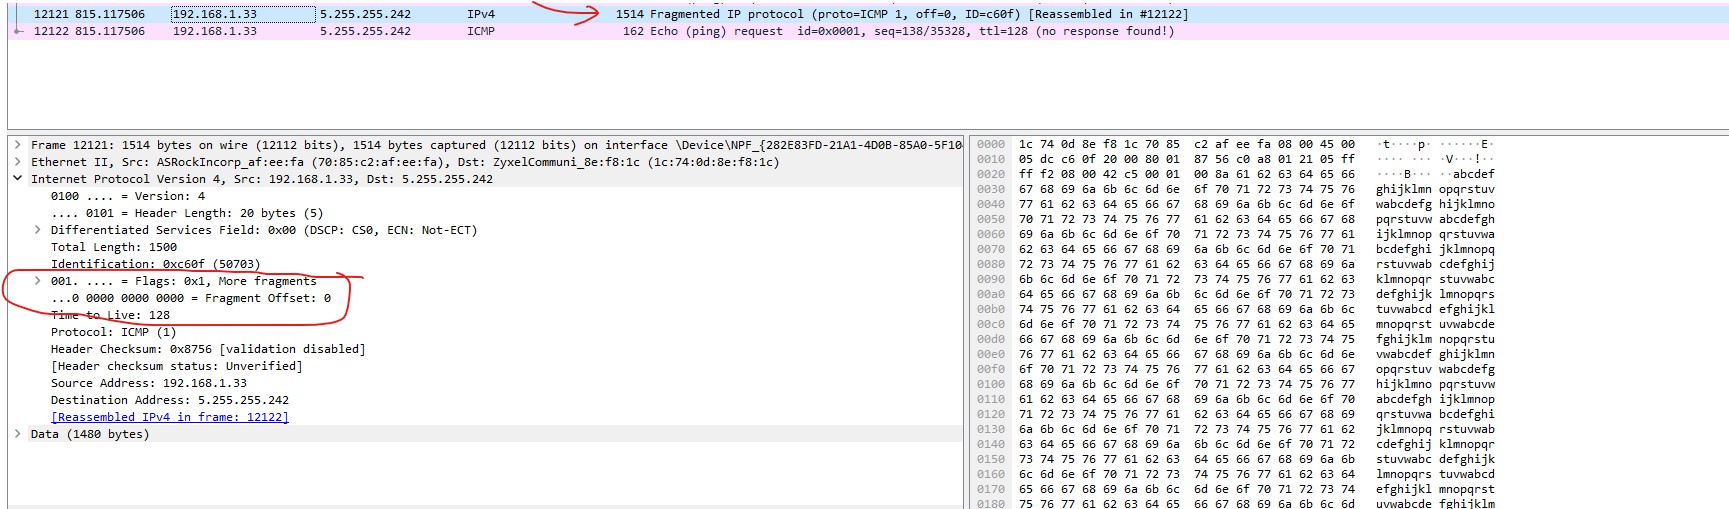 12121 815.117506 192.168.1.33 5.255.255.242 IPv4 1514 Fragmented IP protocol (proto=ICMP 1, off=0, ID=c60f) [Reassembled in #12122]
12122 815.117506 192.168.1.33 5.255.255.242 ICMP 162 Echo (ping) request id=0x0001, seq=138/35328, ttl=128 (no response found!)
Frame 12121: 1514 bytes on wire (12112 bits), 1514 bytes captured (12112 bits) on interface \Device\NPF_{282E83FD-21A1-4D0B-85A0-5F10
Ethernet II, Src: ASRockIncorp_af:ee:fa (70:85:c2:af:ee:fa), Dst: ZyxelCommuni_8e:f8:1c (1c:74:0d:8e:f8:1c)
Internet Protocol Version 4, Src: 192.168.1.33, Dst: 5.255.255.242
0100 .... = Version: 4
.... 0101 = Header Length: 20 bytes (5)
Differentiated Services Field: 0x00 (DSCP: CS0, ECN: Not-ECT)
Total Length: 1500
Identification: 0xc60f (50703)
001. .... = Flags: 0x1, More fragments
...0 0000 0000 0000 = Fragment Offset: 0
Time to Live: 128
Protocol: ICMP (1)
Header Checksum: 0x8756 [validation disabled]
[Header checksum status: Unverified]
Source Address: 192.168.1.33
Destination Address: 5.255.255.242
[Reassembled IPv4 in frame: 12122]
Data (1480 bytes)
0000 1c 74 0d 8e f8 1c 70 85 c2 af ee fa 08 00 45 00 ·t····p· ······E·
0010 05 dc c6 0f 20 00 80 01 87 56 c0 a8 01 21 05 ff ···· ··· ·V···!··
0020 ff f2 08 00 42 c5 00 01 00 8a 61 62 63 64 65 66 ····B··· ··abcdef
0030 67 68 69 6a 6b 6c 6d 6e 6f 70 71 72 73 74 75 76 ghijklmn opqrstuv
0040 77 61 62 63 64 65 66 67 68 69 6a 6b 6c 6d 6e 6f wabcdefg hijklmno
0050 70 71 72 73 74 75 76 77 61 62 63 64 65 66 67 68 pqrstuvw abcdefgh
0060 69 6a 6b 6c 6d 6e 6f 70 71 72 73 74 75 76 77 61 ijklmnop qrstuvwa
0070 62 63 64 65 66 67 68 69 6a 6b 6c 6d 6e 6f 70 71 bcdefghi jklmnopq
0080 72 73 74 75 76 77 61 62 63 64 65 66 67 68 69 6a rstuvwab cdefghij
0090 6b 6c 6d 6e 6f 70 71 72 73 74 75 76 77 61 62 63 klmnopqr stuvwabc
00a0 64 65 66 67 68 69 6a 6b 6c 6d 6e 6f 70 71 72 73 defghijk lmnopqrs
00b0 74 75 76 77 61 62 63 64 65 66 67 68 69 6a 6b 6c tuvwabcd efghijkl
00c0 6d 6e 6f 70 71 72 73 74 75 76 77 61 62 63 64 65 mnopqrst uvwabcde
00d0 66 67 68 69 6a 6b 6c 6d 6e 6f 70 71 72 73 74 75 fghijklm nopqrstu
00e0 76 77 61 62 63 64 65 66 67 68 69 6a 6b 6c 6d 6e vwabcdef ghijklmn
00f0 6f 70 71 72 73 74 75 76 77 61 62 63 64 65 66 67 opqrstuv wabcdefg
0100 68 69 6a 6b 6c 6d 6e 6f 70 71 72 73 74 75 76 77 hijklmno pqrstuvw
0110 61 62 63 64 65 66 67 68 69 6a 6b 6c 6d 6e 6f 70 abcdefgh ijklmnop
0120 71 72 73 74 75 76 77 61 62 63 64 65 66 67 68 69 qrstuvwa bcdefghi
0130 6a 6b 6c 6d 6e 6f 70 71 72 73 74 75 76 77 61 62 jklmnopq rstuvwab
0140 63 64 65 66 67 68 69 6a 6b 6c 6d 6e 6f 70 71 72 cdefghij klmnopqr
0150 73 74 75 76 77 61 62 63 64 65 66 67 68 69 6a 6b stuvwabc defghijk
0160 6c 6d 6e 6f 70 71 72 73 74 75 76 77 61 62 63 64 lmnopqrs tuvwabcd
0170 65 66 67 68 69 6a 6b 6c 6d 6e 6f 70 71 72 73 74 efghijkl mnopqrst
0180 75 76 77 61 62 63 64 65 66 67 68 69 6a 6b 6c 6d uvwabcde fghijklm